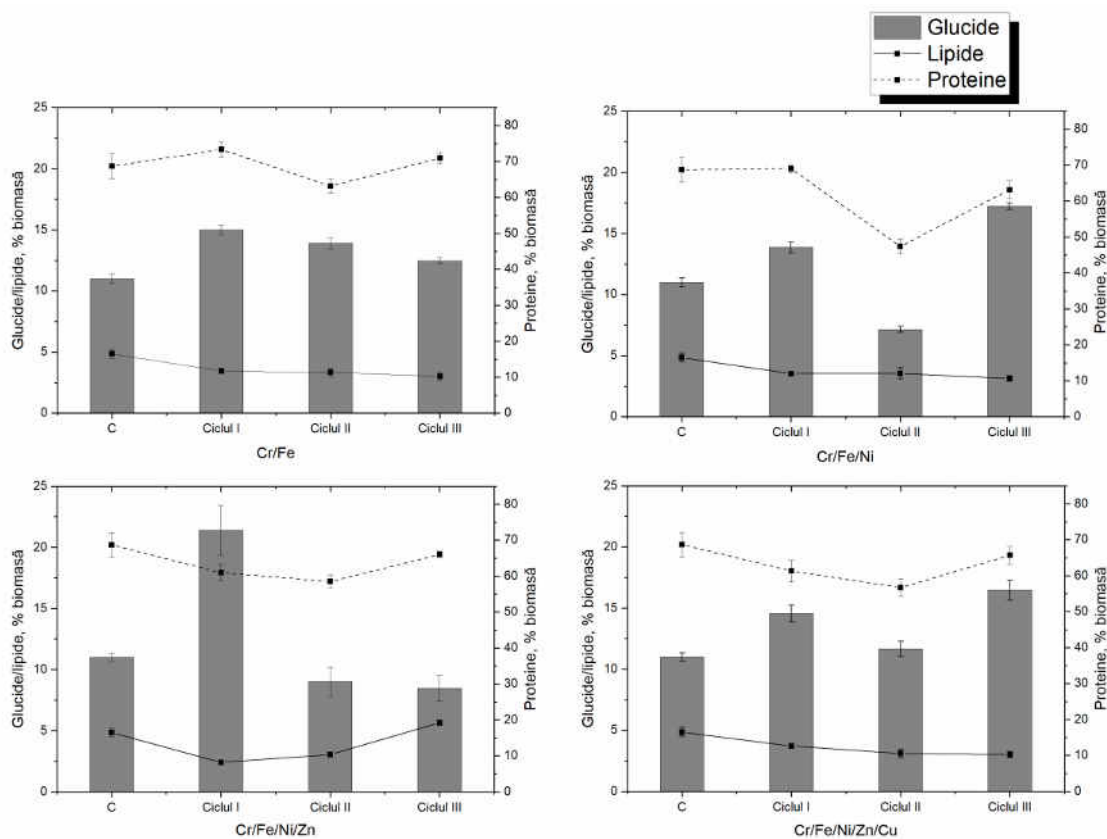 Glucide
Lipide
Proteine
25
20
15
10
5
0
Glucide/lipide, % biomasă
80
70
60
50
40
30
20
10
0
Proteine, % biomasă
C
Ciclul I
Ciclul II
Ciclul III
Cr/Fe
25
20
15
10
5
0
Glucide/lipide, % biomasă
80
70
60
50
40
30
20
10
0
Proteine, % biomasă
C
Ciclul I
Ciclul II
Ciclul III
Cr/Fe/Ni
25
20
15
10
5
0
Glucide/lipide, % biomasă
80
70
60
50
40
30
20
10
0
Proteine, % biomasă
C
Ciclul I
Ciclul II
Ciclul III
Cr/Fe/Ni/Zn
25
20
15
10
5
0
Glucide/lipide, % biomasă
80
70
60
50
40
30
20
10
0
Proteine, % biomasă
C
Ciclul I
Ciclul II
Ciclul III
Cr/Fe/Ni/Zn/Cu